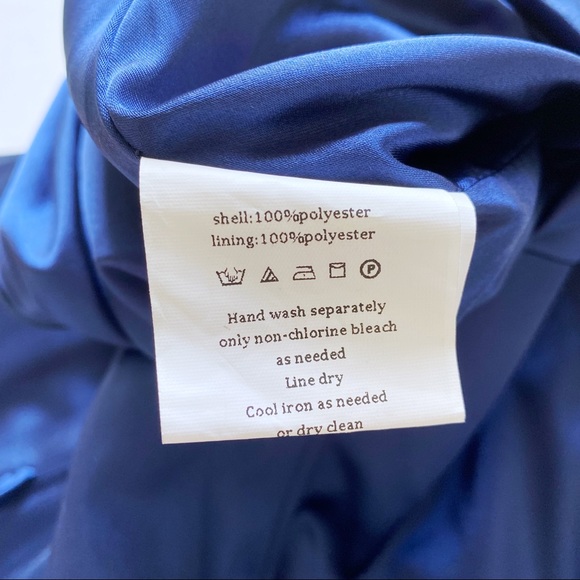 shell:100%polyester
lining:100%polyester
P
Hand wash separately
only non-chlorine bleach
as needed
Line dry
Cool iron as needed
or dry clean